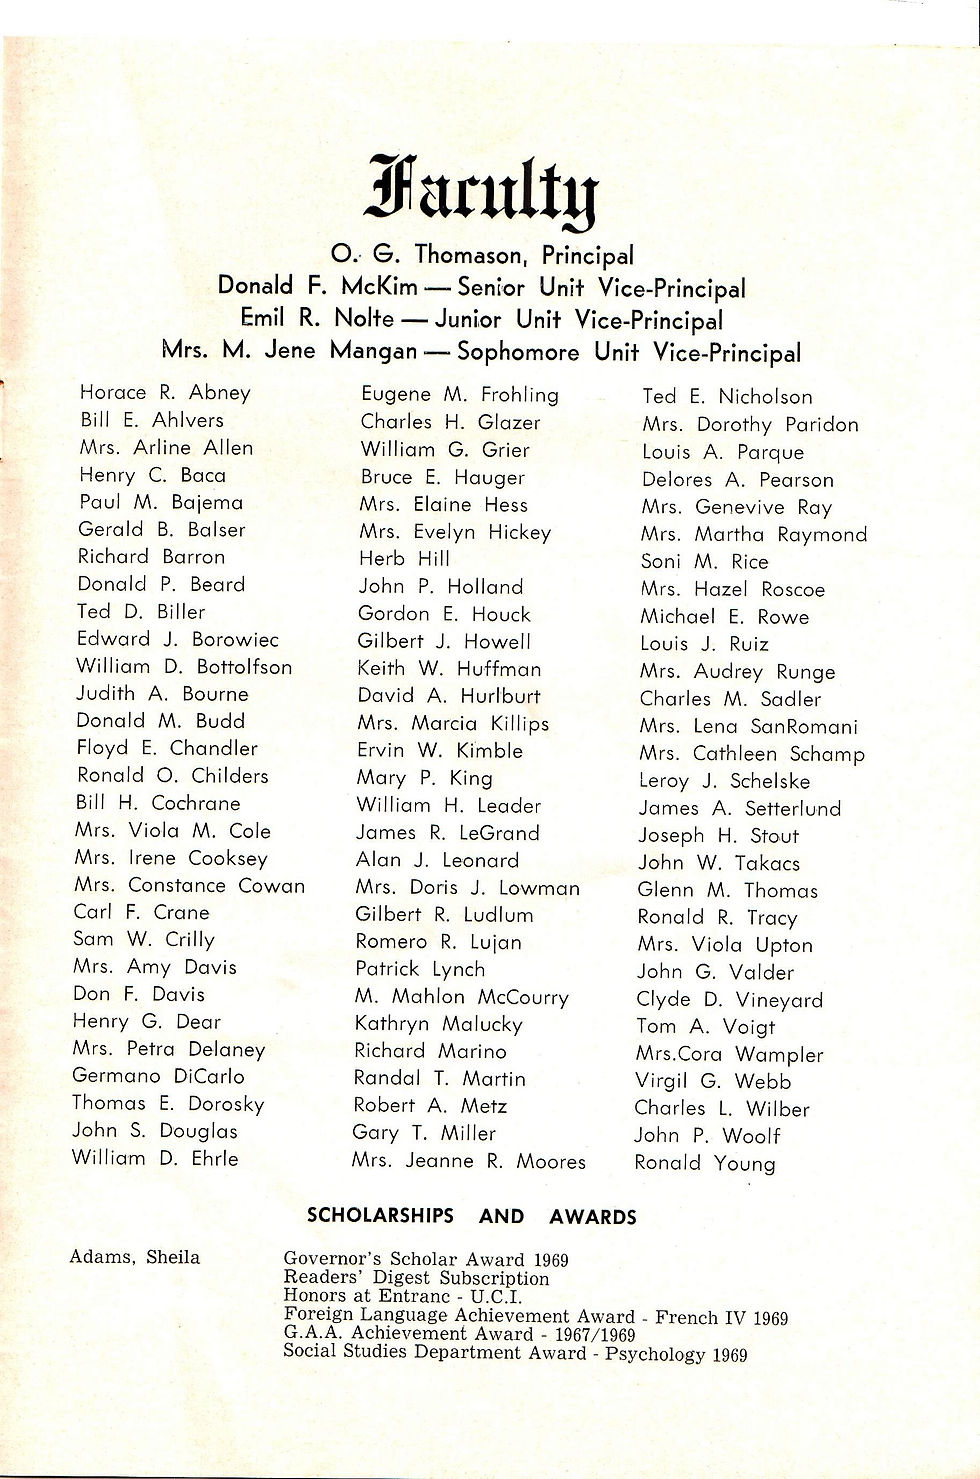 Faculty
O. G. Thomason, Principal
Donald F. McKim — Senior Unit Vice-Principal
Emil R. Nolte — Junior Unit Vice-Principal
Mrs. M. Jene Mangan — Sophomore Unit Vice-Principal
Horace R. Abney
Bill E. Ahlvers
Mrs. Arline Allen
Henry C. Baca
Paul M. Bajema
Gerald B. Balser
Richard Barron
Donald P. Beard
Ted D. Biller
Edward J. Borowiec
William D. Bottolfson
Judith A. Bourne
Donald M. Budd
Floyd E. Chandler
Ronald O. Childers
Bill H. Cochrane
Mrs. Viola M. Cole
Mrs. Irene Cooksey
Mrs. Constance Cowan
Carl F. Crane
Sam W. Crilly
Mrs. Amy Davis
Don F. Davis
Henry G. Dear
Mrs. Petra Delaney
Germano DiCarlo
Thomas E. Dorosky
John S. Douglas
William D. Ehrle
Eugene M. Frohling
Charles H. Glazer
William G. Grier
Bruce E. Hauger
Mrs. Elaine Hess
Mrs. Evelyn Hickey
Herb Hill
John P. Holland
Gordon E. Houck
Gilbert J. Howell
Keith W. Huffman
David A. Hurlburt
Mrs. Marcia Killips
Ervin W. Kimble
Mary P. King
William H. Leader
James R. LeGrand
Alan J. Leonard
Mrs. Doris J. Lowman
Gilbert R. Ludlum
Romero R. Lujan
Patrick Lynch
M. Mahlon McCourry
Kathryn Malucky
Richard Marino
Randal T. Martin
Robert A. Metz
Gary T. Miller
Mrs. Jeanne R. Moores
Ted E. Nicholson
Mrs. Dorothy Paridon
Louis A. Parque
Delores A. Pearson
Mrs. Genevive Ray
Mrs. Martha Raymond
Soni M. Rice
Mrs. Hazel Roscoe
Michael E. Rowe
Louis J. Ruiz
Mrs. Audrey Runge
Charles M. Sadler
Mrs. Lena SanRomani
Mrs. Cathleen Schamp
Leroy J. Schelske
James A. Setterlund
Joseph H. Stout
John W. Takacs
Glenn M. Thomas
Ronald R. Tracy
Mrs. Viola Upton
John G. Valder
Clyde D. Vineyard
Tom A. Voigt
Mrs.Cora Wampler
Virgil G. Webb
Charles L. Wilber
John P. Woolf
Ronald Young
SCHOLARSHIPS AND AWARDS
Adams, Sheila Governor's Scholar Award 1969
Readers' Digest Subscription
Honors at Entranc - U.C.I.
Foreign Language Achievement Award - French IV 1969
G.A.A. Achievement Award - 1967/1969
Social Studies Department Award - Psychology 1969